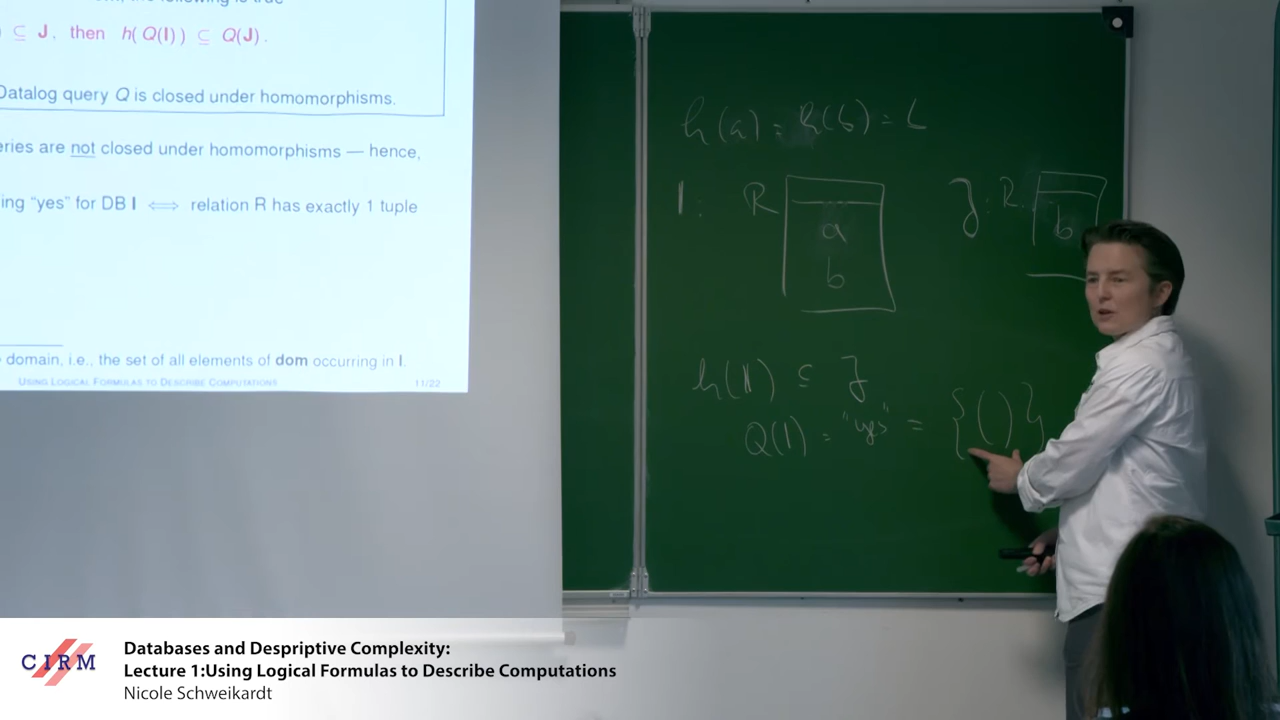 ⊆ J, then h( Q(I) ) ⊆ Q(J).
Datalog query Q is closed under homomorphisms.
eries are not closed under homomorphisms — hence,
ing “yes” for DB I ⟺ relation R has exactly 1 tuple
domain, i.e., the set of all elements of dom occurring in I.
USING LOGICAL FORMULAS TO DESCRIBE COMPUTATIONS 11/22
h(a) = h(b) = b
I: R
a
b
J: R:
b
h(I) ⊆ J
Q(I) = "yes" = {()}
CIRM
Databases and Despriptive Complexity:
Lecture 1:Using Logical Formulas to Describe Computations
Nicole Schweikardt